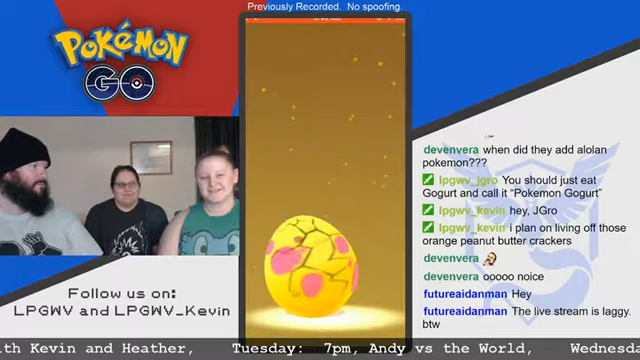 Previously Recorded. No spoofing.
POKÉMON
GO
devenvera when did they add alolan
pokemon???
lpgwv_jgro You should just eat
Gogurt and call it "Pokemon Gogurt"
lpgwv_kevin hey, JGro
lpgwv_kevin i plan on living off those
orange peanut butter crackers
devenvera
devenvera ooooo noice
futureaidanman Hey
futureaidanman The live stream is laggy.
btw
Follow us on:
LPGWV and LPGWV_Kevin
ith Kevin and Heather, Tuesday: 7pm, Andy vs the World, Wednesda